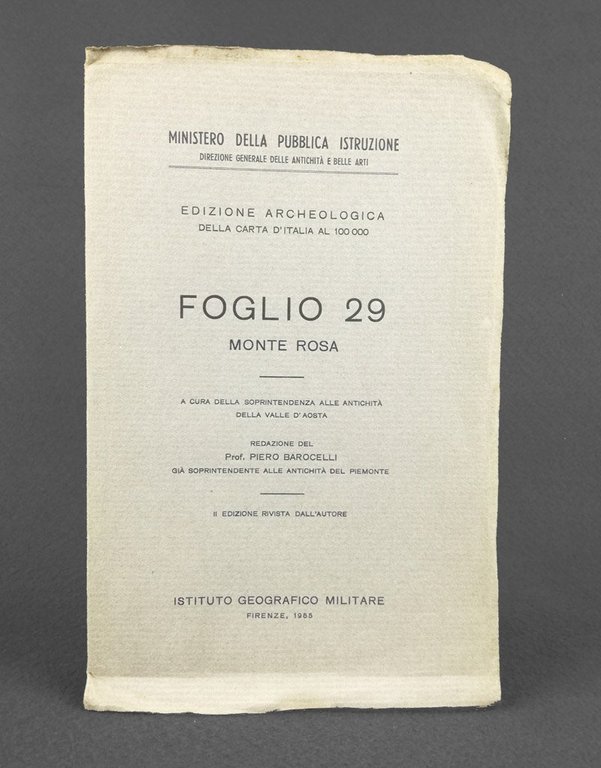 MINISTERO DELLA PUBBLICA ISTRUZIONE
DIREZIONE GENERALE DELLE ANTICHITÀ E BELLE ARTI
EDIZIONE ARCHEOLOGICA
DELLA CARTA D'ITALIA AL 100 000
FOGLIO 29
MONTE ROSA
A CURA DELLA SOPRINTENDENZA ALLE ANTICHITÀ
DELLA VALLE D'AOSTA
REDAZIONE DEL
Prof. PIERO BAROCELLI
GIÀ SOPRINTENDENTE ALLE ANTICHITÀ DEL PIEMONTE
II EDIZIONE RIVISTA DALL'AUTORE
ISTITUTO GEOGRAFICO MILITARE
FIRENZE,